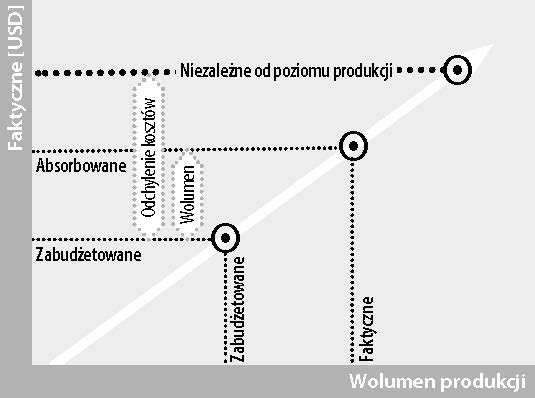 Faktyczne [USD]
Niezależne od poziomu produkcji
Odchylenie kosztów
Absorbowane
Wolumen
Zabudżetowane
Zabudżetowane
Faktyczne
Wolumen produkcji